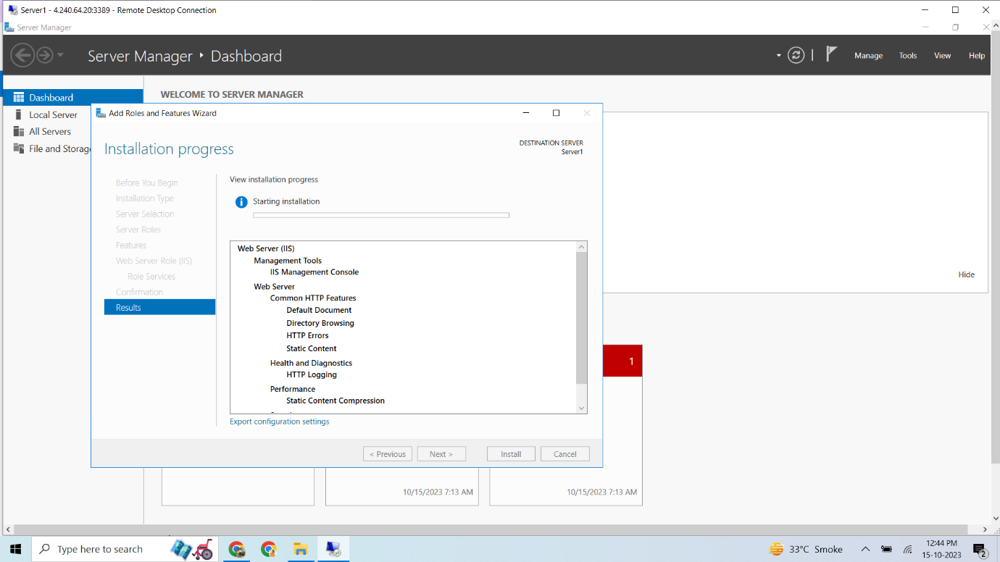 Server1 - 4.240.64.20:3389 - Remote Desktop Connection
Server Manager
Server Manager Dashboard
Manage Tools View Help
Dashboard
Local Server
All Servers
File and Storag
WELCOME TO SERVER MANAGER
Add Roles and Features Wizard
Installation progress
DESTINATION SERVER
Server1
Before You Begin
Installation Type
Server Selection
Server Roles
Features
Web Server Role (IIS)
Role Services
Confirmation
Results
View installation progress
Starting installation
Web Server (IIS)
Management Tools
IIS Management Console
Web Server
Common HTTP Features
Default Document
Directory Browsing
HTTP Errors
Static Content
Health and Diagnostics
HTTP Logging
Performance
Static Content Compression
Export configuration settings
< Previous Next > Install Cancel
Hide
1
10/15/2023 7:13 AM 10/15/2023 7:13 AM
Type here to search
33°C Smoke
12:44 PM
15-10-2023
2